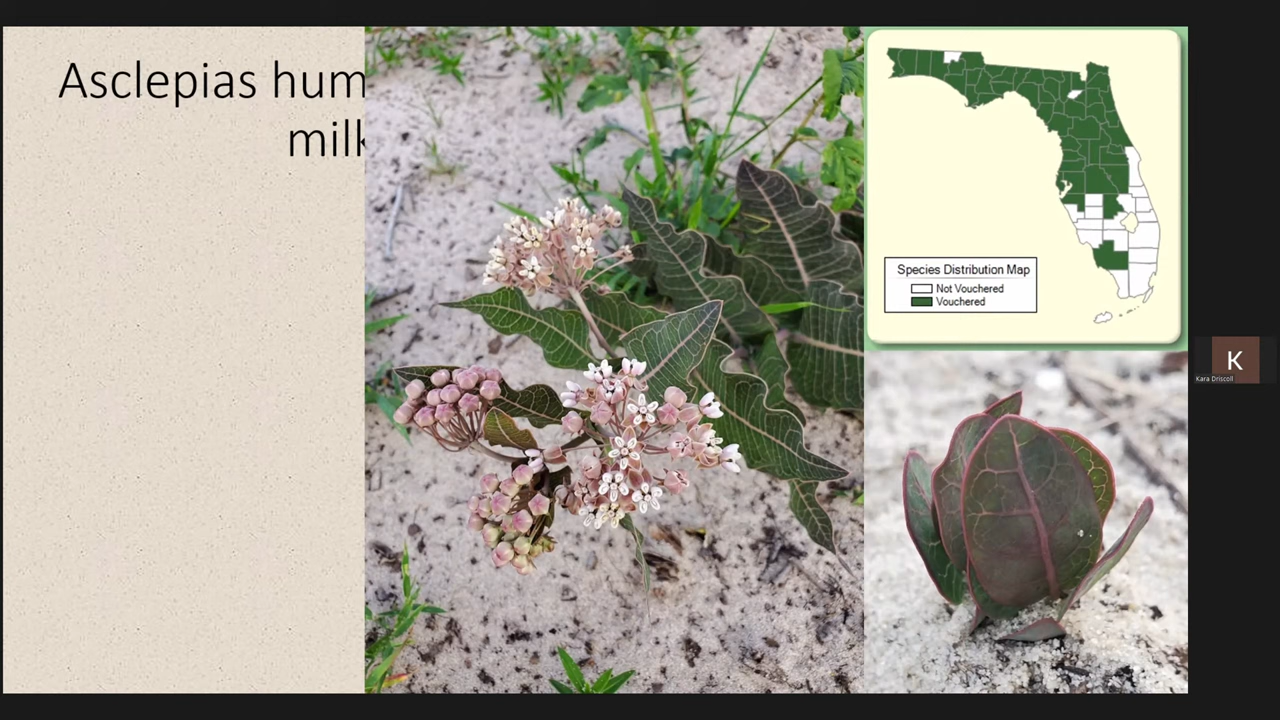 Asclepias hum
milk
Species Distribution Map
Not Vouchered
Vouchered
K
Kara Driscoll